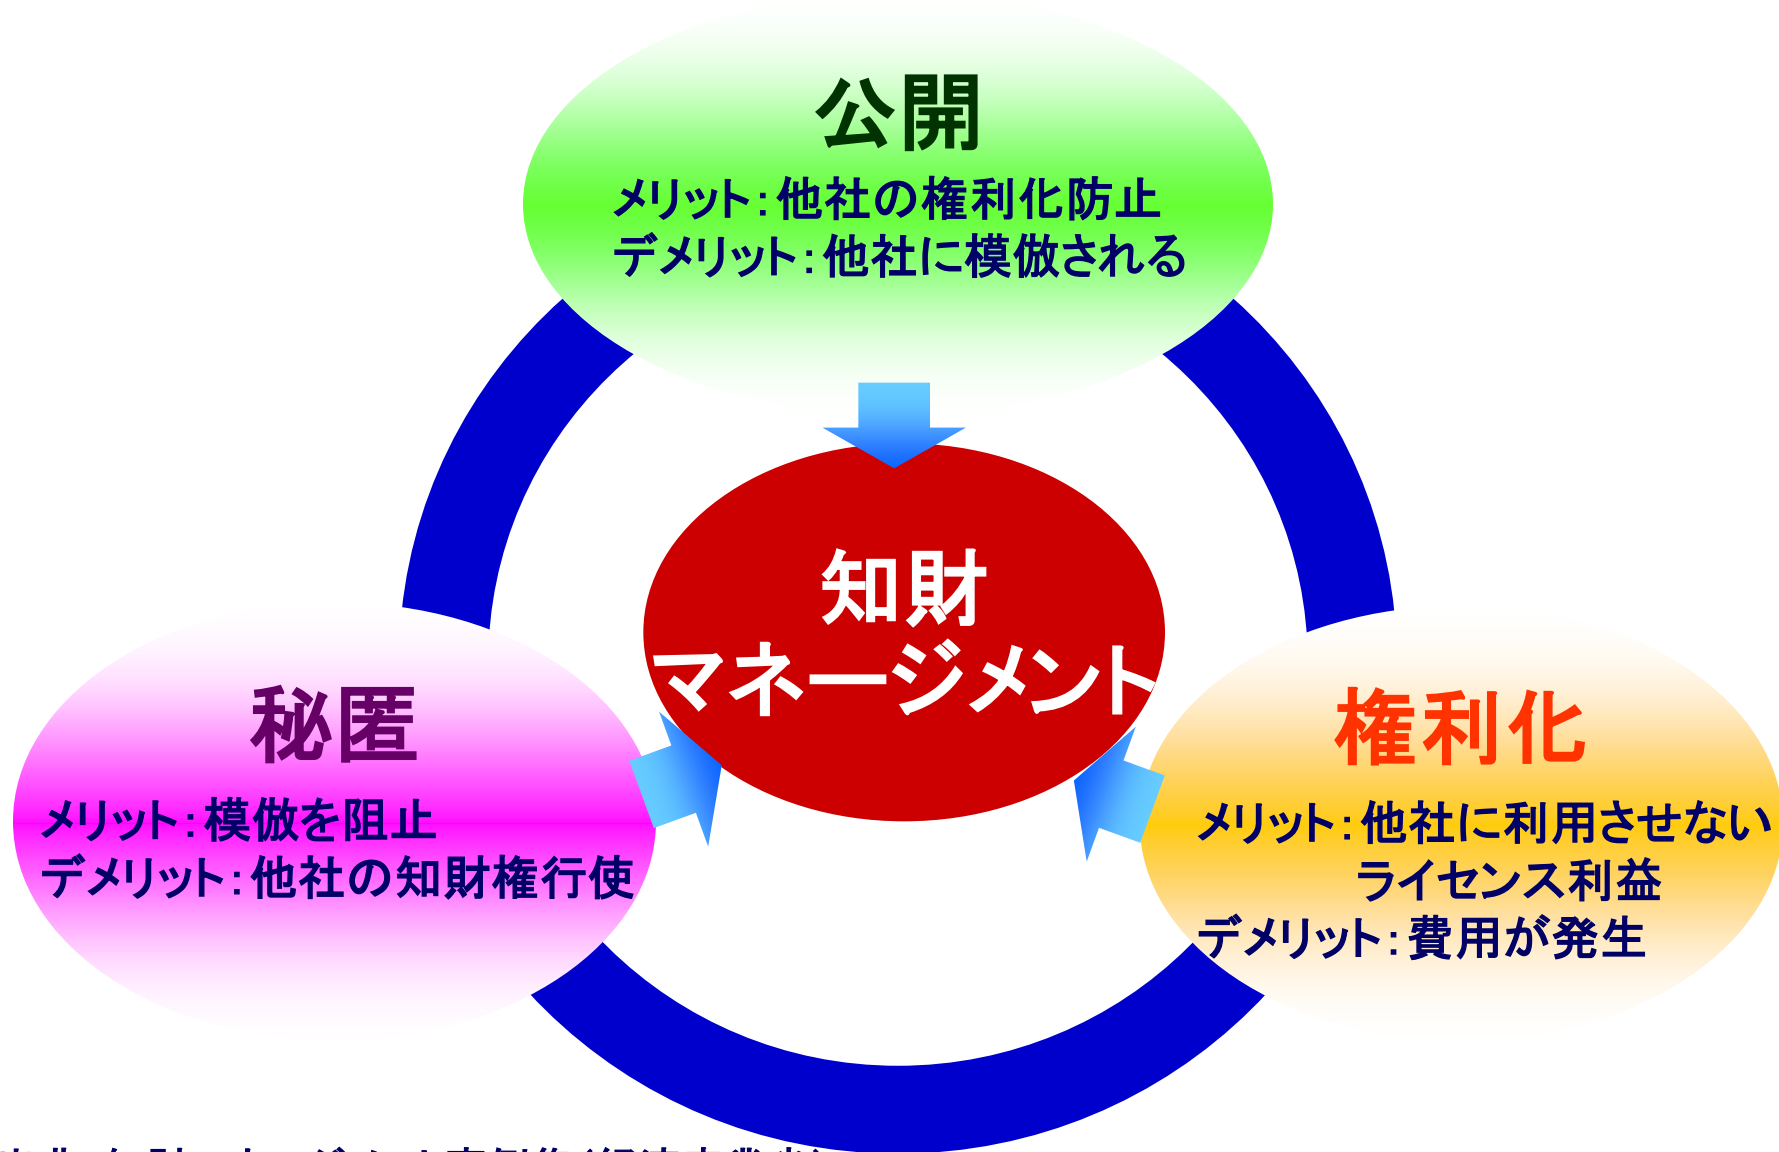 公開
メリット：他社の権利化防止
デメリット：他社に模倣される
知財
マネージメント
秘匿
メリット：模倣を阻止
デメリット：他社の知財権行使
権利化
メリット：他社に利用させない
ライセンス利益
デメリット：費用が発生